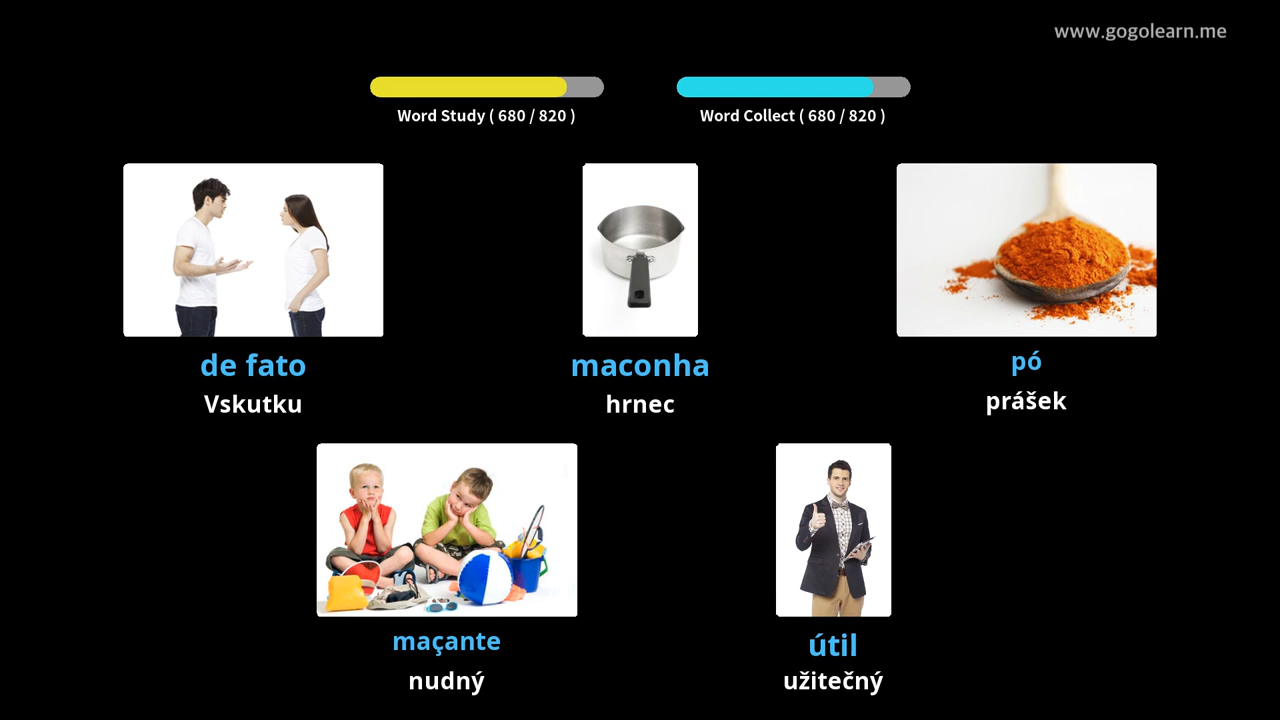 www.gogolearn.me
Word Study ( 680 / 820 )
Word Collect ( 680 / 820 )
de fato
Vskutku
maconha
hrnec
pó
prášek
maçante
nudný
útil
užitečný